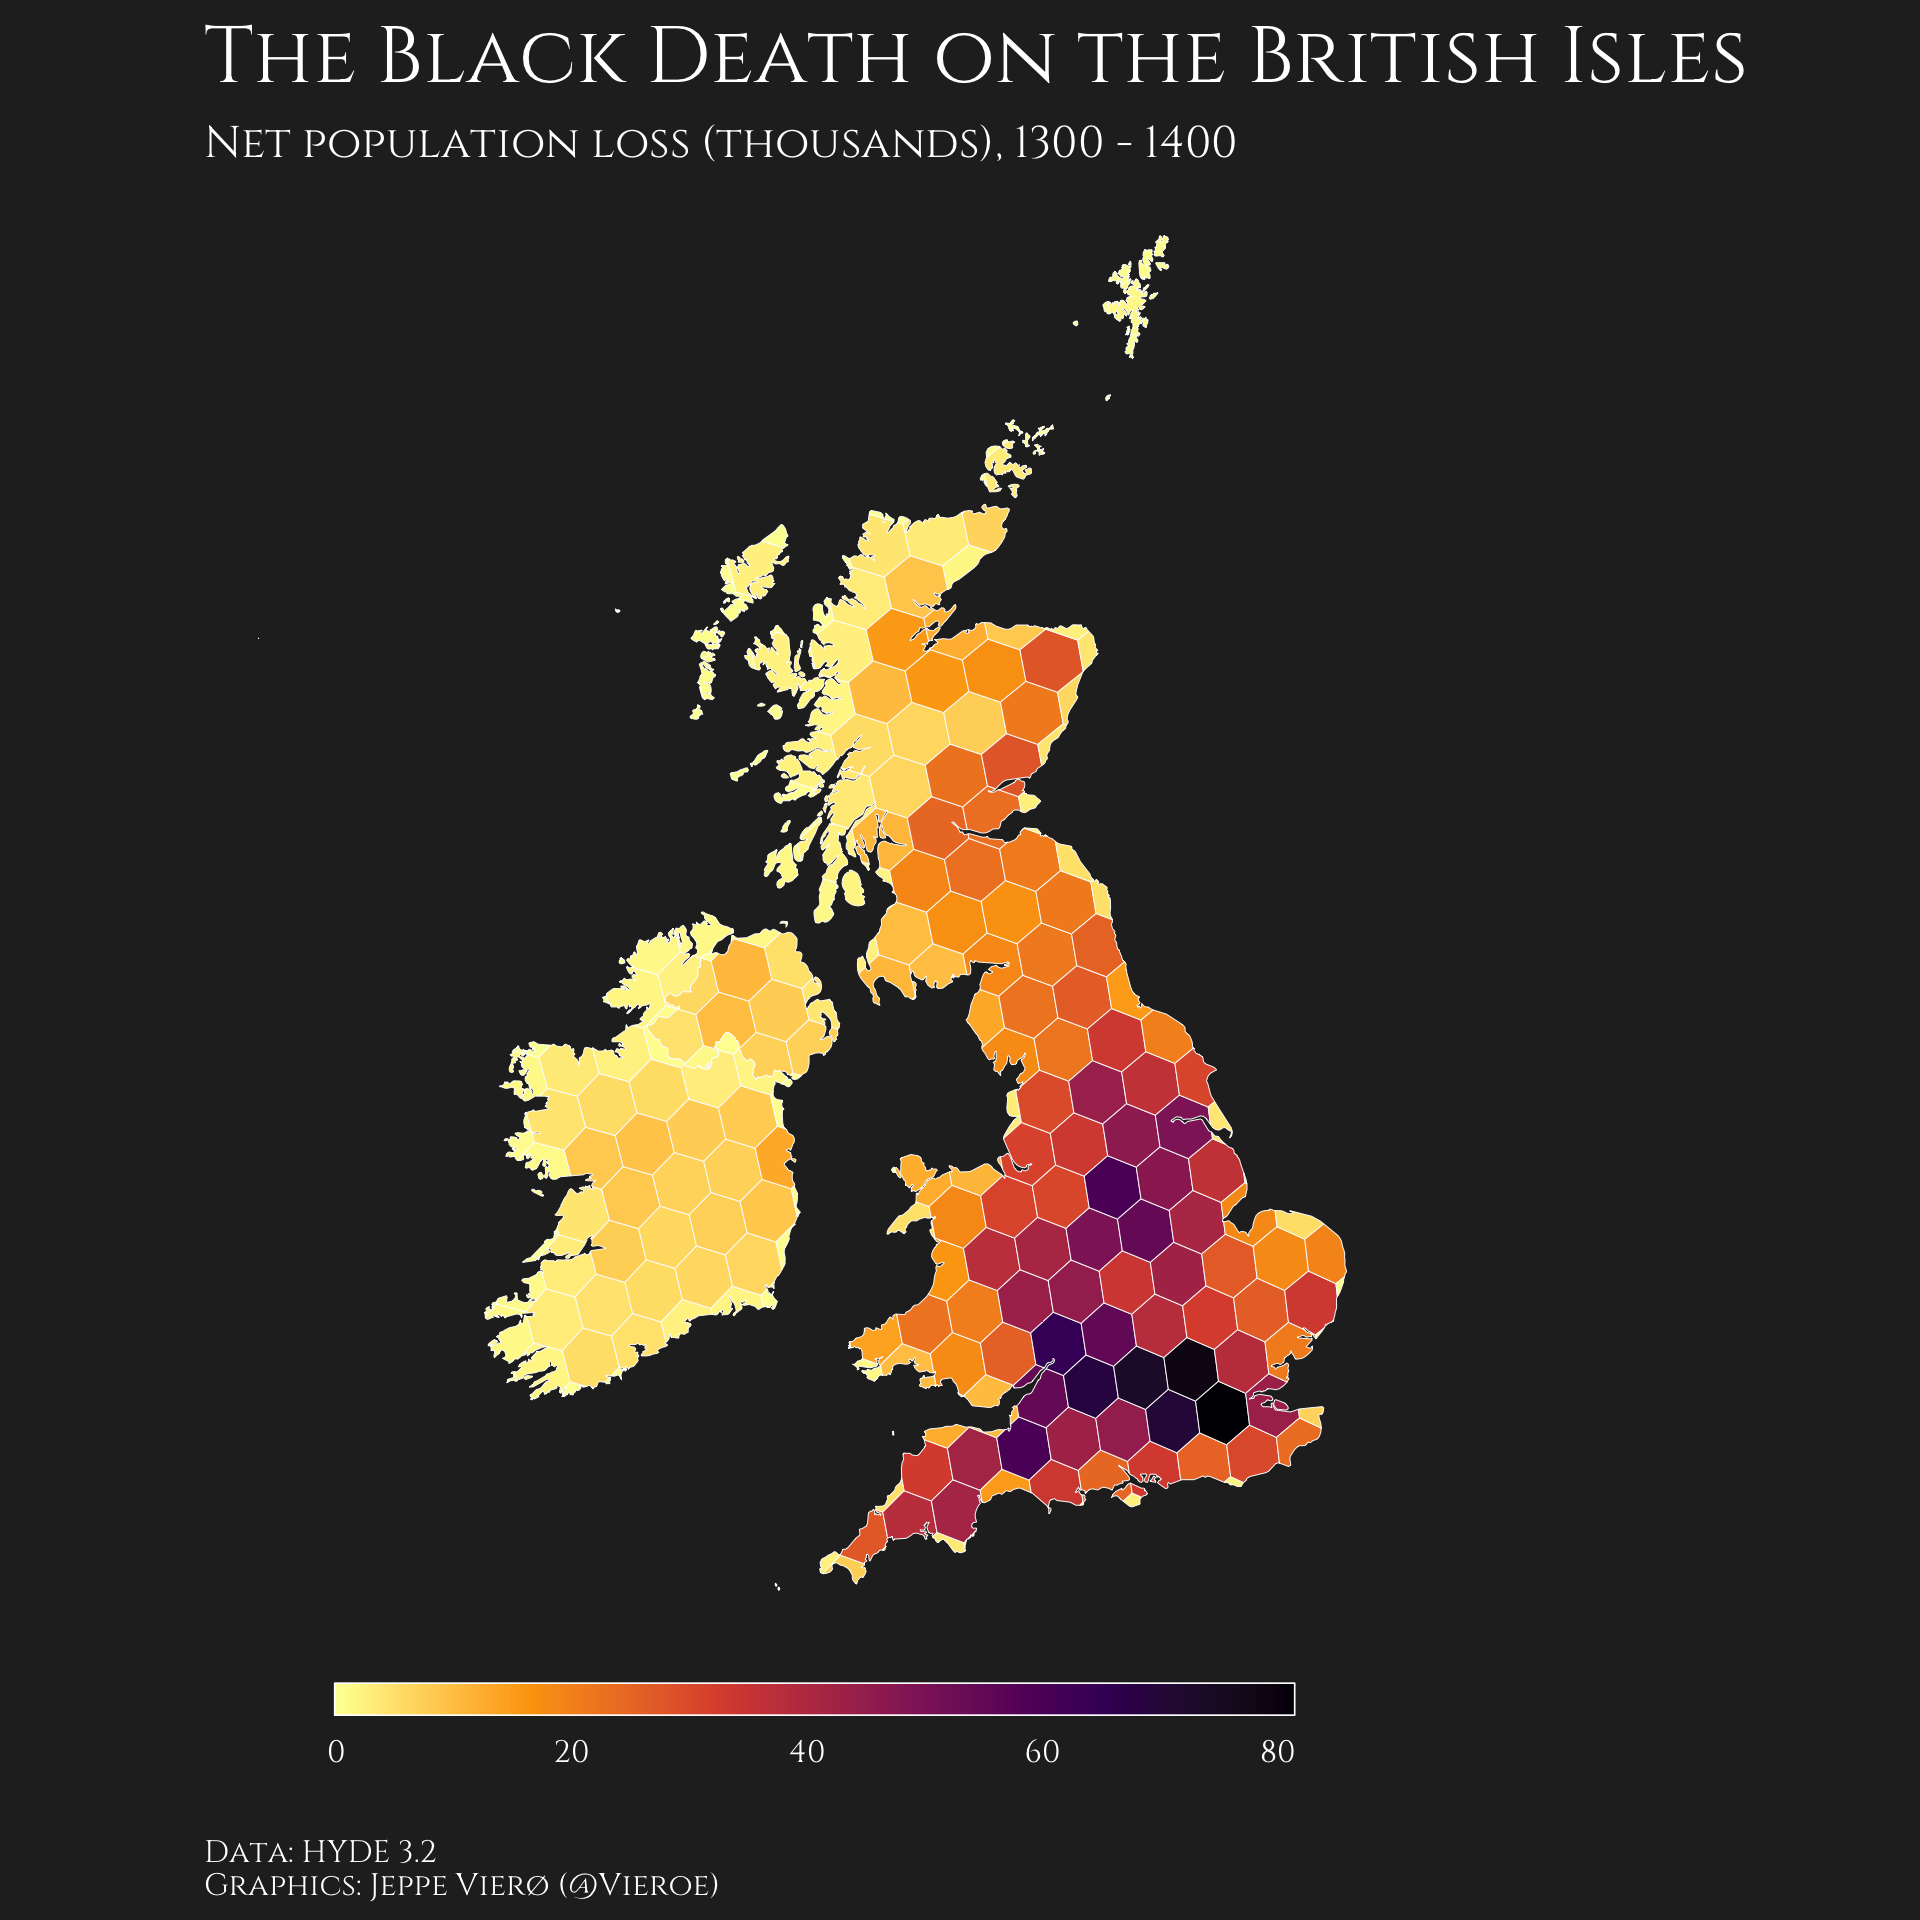 The Black Death on the British Isles
Net population loss (thousands), 1300 - 1400
0 20 40 60 80
Data: HYDE 3.2
Graphics: Jeppe Vierø (@Vieroe)